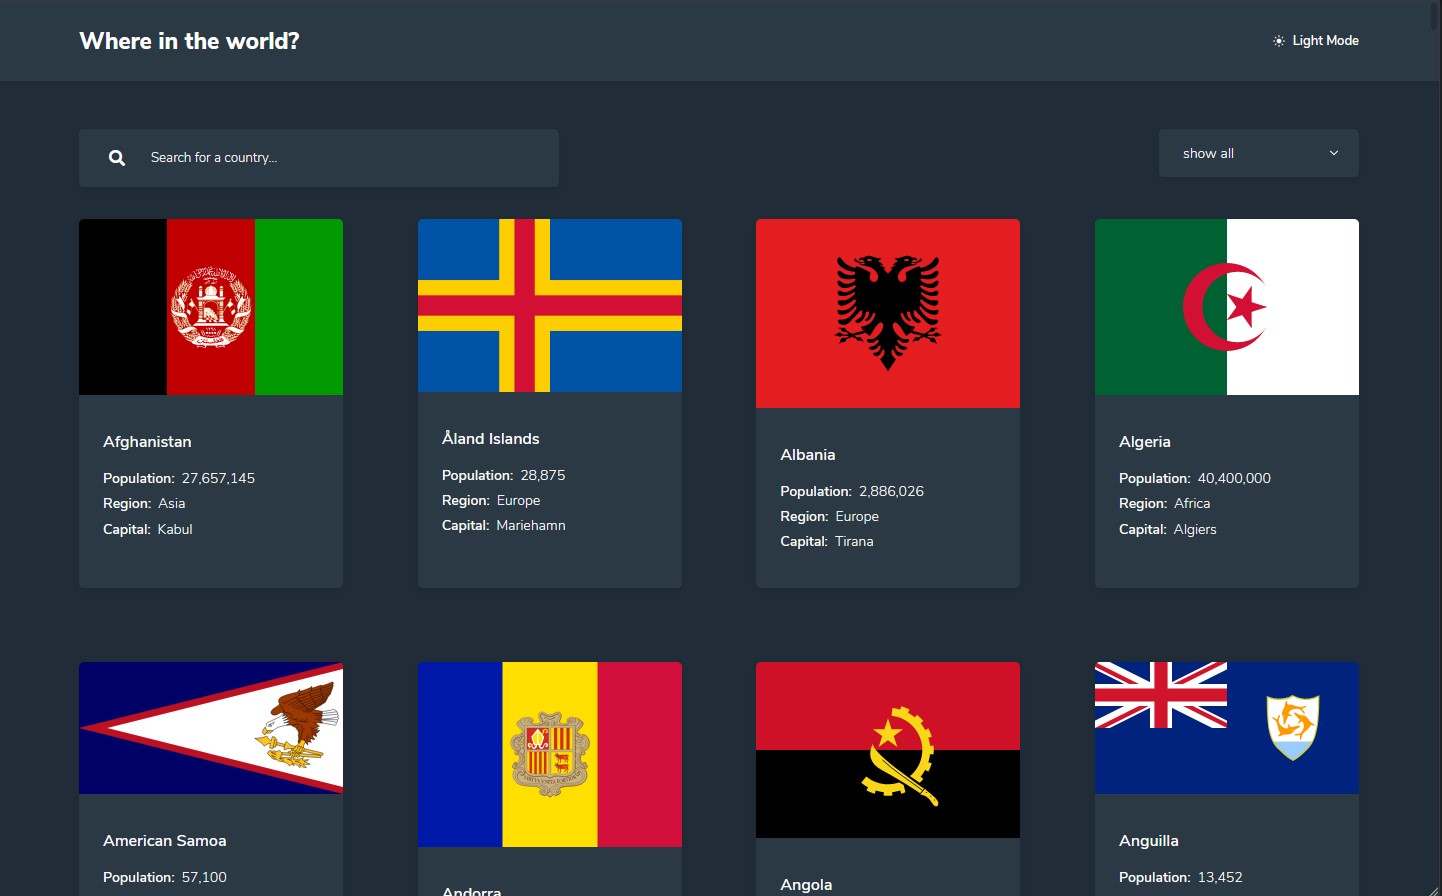 Where in the world?
Light Mode
Search for a country...
show all
Afghanistan
Population: 27,657,145
Region: Asia
Capital: Kabul
Åland Islands
Population: 28,875
Region: Europe
Capital: Mariehamn
Albania
Population: 2,886,026
Region: Europe
Capital: Tirana
Algeria
Population: 40,400,000
Region: Africa
Capital: Algiers
American Samoa
Population: 57,100
Andorra
Angola
Anguilla
Population: 13,452